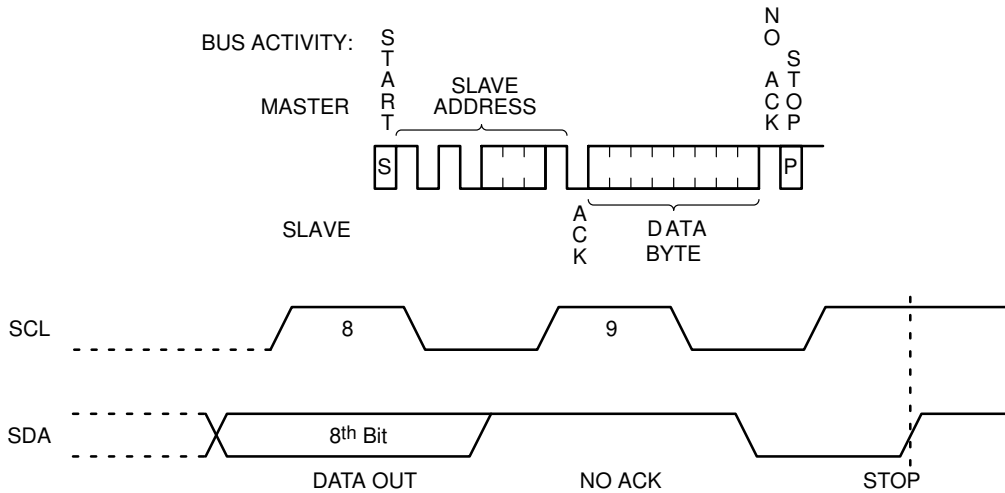 BUS ACTIVITY:
MASTER
START
SLAVE
ADDRESS
NO ACK
STOP
S
P
SLAVE
ACK
DATA
BYTE
SCL
8
9
SDA
8th Bit
DATA OUT
NO ACK
STOP